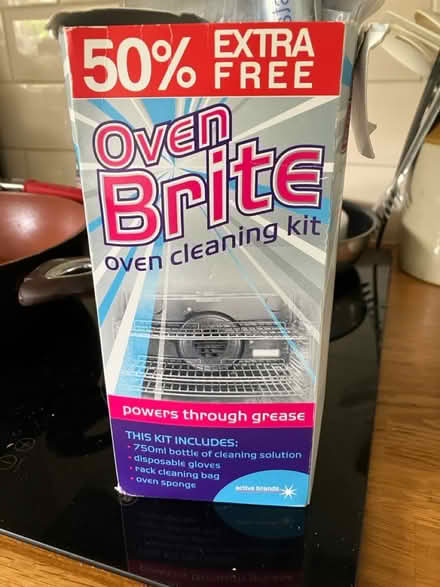 50% EXTRA
FREE
Oven
Brite
oven cleaning kit
powers through grease
THIS KIT INCLUDES:
• 750ml bottle of cleaning solution
• disposable gloves
• rack cleaning bag
• oven sponge
active brands